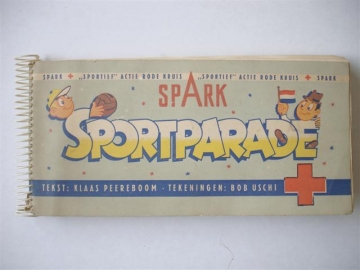 SPARK + „SPORTIEF" ACTIE RODE KRUIS „SPORTIEF" ACTIE RODE KRUIS + SPARK
SPARK
SPORTPARADE
TEKST: KLAAS PEEREBOOM - TEKENINGEN: BOB USCHI